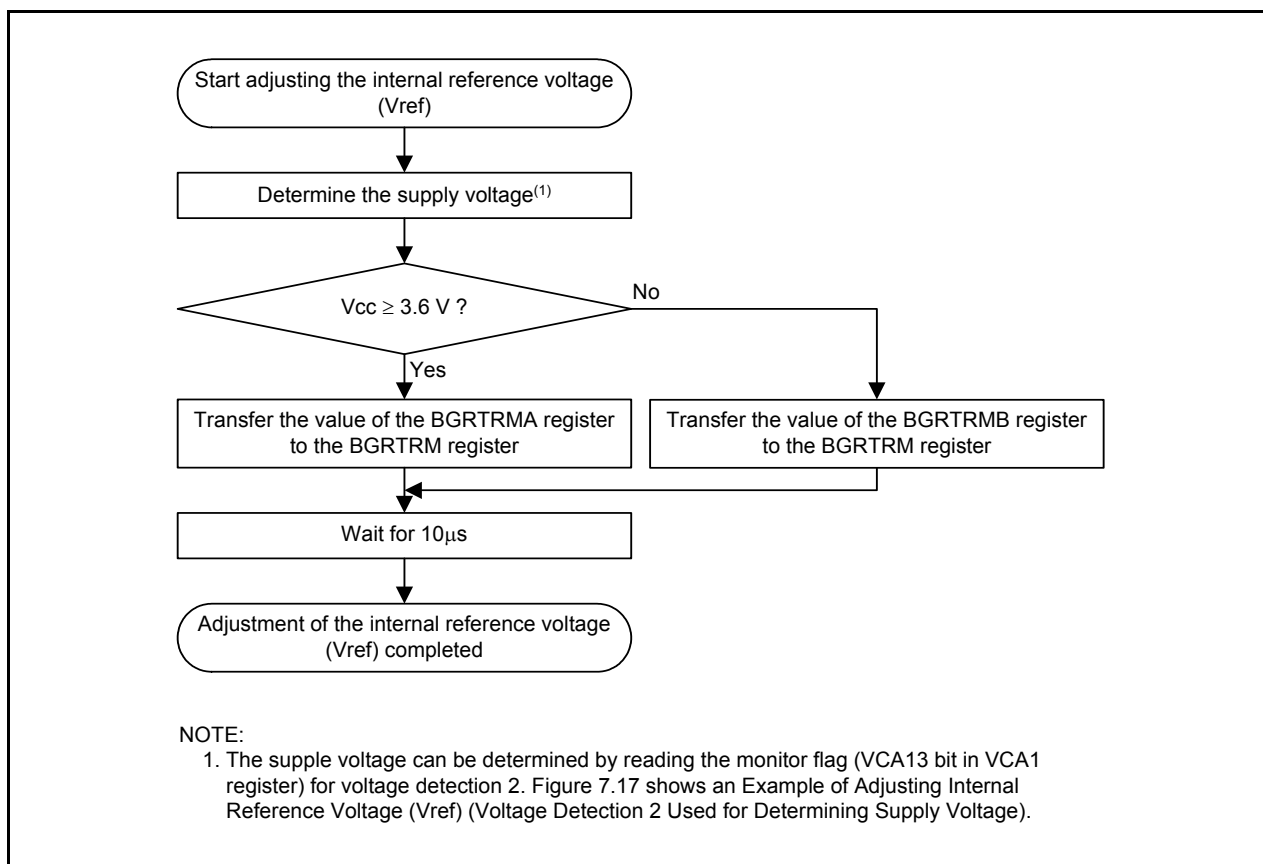 Start adjusting the internal reference voltage
(Vref)
Determine the supply voltage(1)
Vcc ≥ 3.6 V ?
No
Yes
Transfer the value of the BGRTRMA register
to the BGRTRM register
Transfer the value of the BGRTRMB register
to the BGRTRM register
Wait for 10μs
Adjustment of the internal reference voltage
(Vref) completed
NOTE:
1. The supple voltage can be determined by reading the monitor flag (VCA13 bit in VCA1
register) for voltage detection 2. Figure 7.17 shows an Example of Adjusting Internal
Reference Voltage (Vref) (Voltage Detection 2 Used for Determining Supply Voltage).